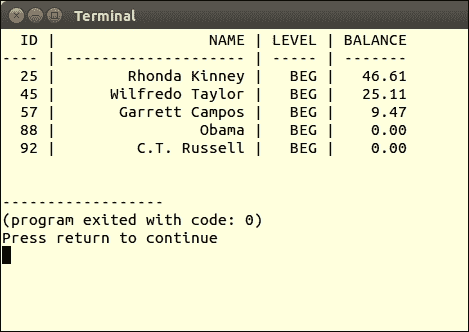 Terminal
  ID |                 NAME | LEVEL | BALANCE
---- | -------------------- | ----- | -------
  25 |        Rhonda Kinney |   BEG |   46.61
  45 |      Wilfredo Taylor |   BEG |   25.11
  57 |       Garrett Campos |   BEG |    9.47
  88 |                Obama |   BEG |    0.00
  92 |         C.T. Russell |   BEG |    0.00
------------------
(program exited with code: 0)
Press return to continue